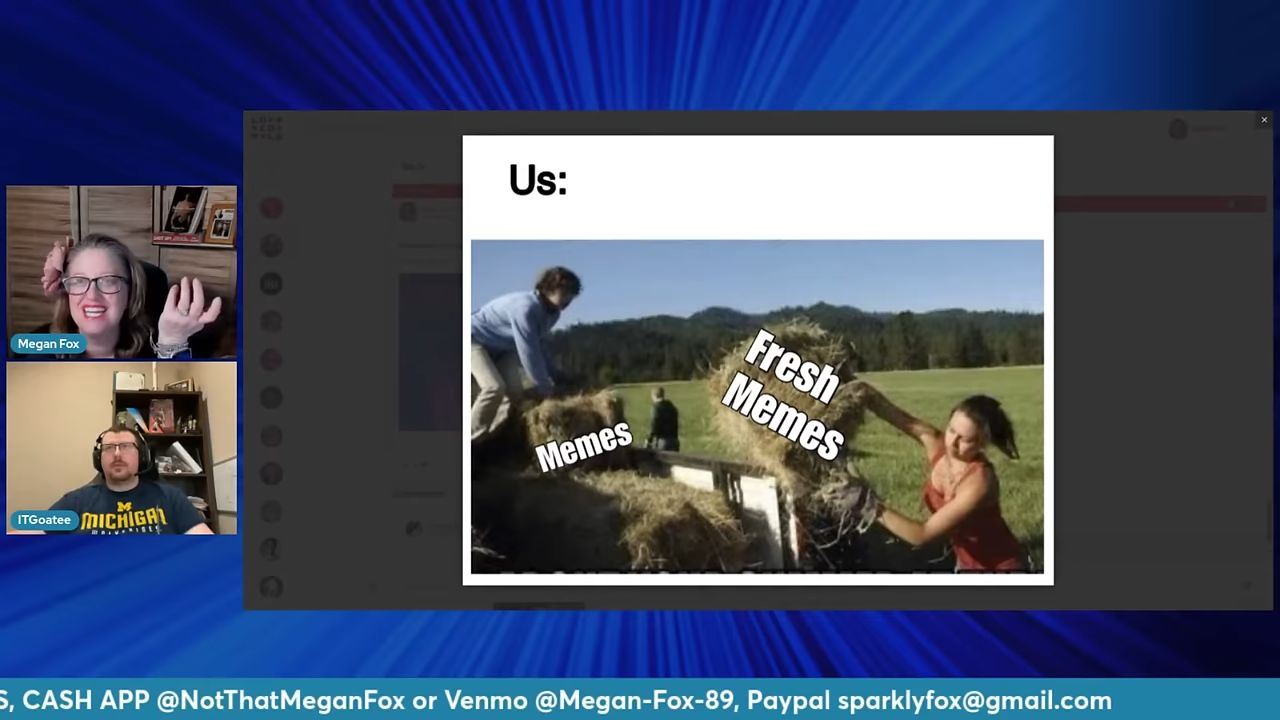 Us:
Fresh
Memes
Memes
Megan Fox
MICHIGAN
ITGoatee
S, CASH APP @NotThatMeganFox or Venmo @Megan-Fox-89, Paypal sparklyfox@gmail.com